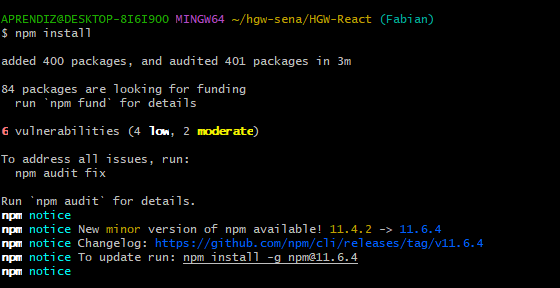 APRENDIZ@DESKTOP-8I6I9OO MINGW64 ~/hgw-sena/HGW-React (Fabian)
$ npm install
added 400 packages, and audited 401 packages in 3m
84 packages are looking for funding
run `npm fund` for details
6 vulnerabilities (4 low, 2 moderate)
To address all issues, run:
npm audit fix
Run `npm audit` for details.
npm notice
npm notice New minor version of npm available! 11.4.2 -> 11.6.4
npm notice Changelog: https://github.com/npm/cli/releases/tag/v11.6.4
npm notice To update run: npm install -g npm@11.6.4
npm notice